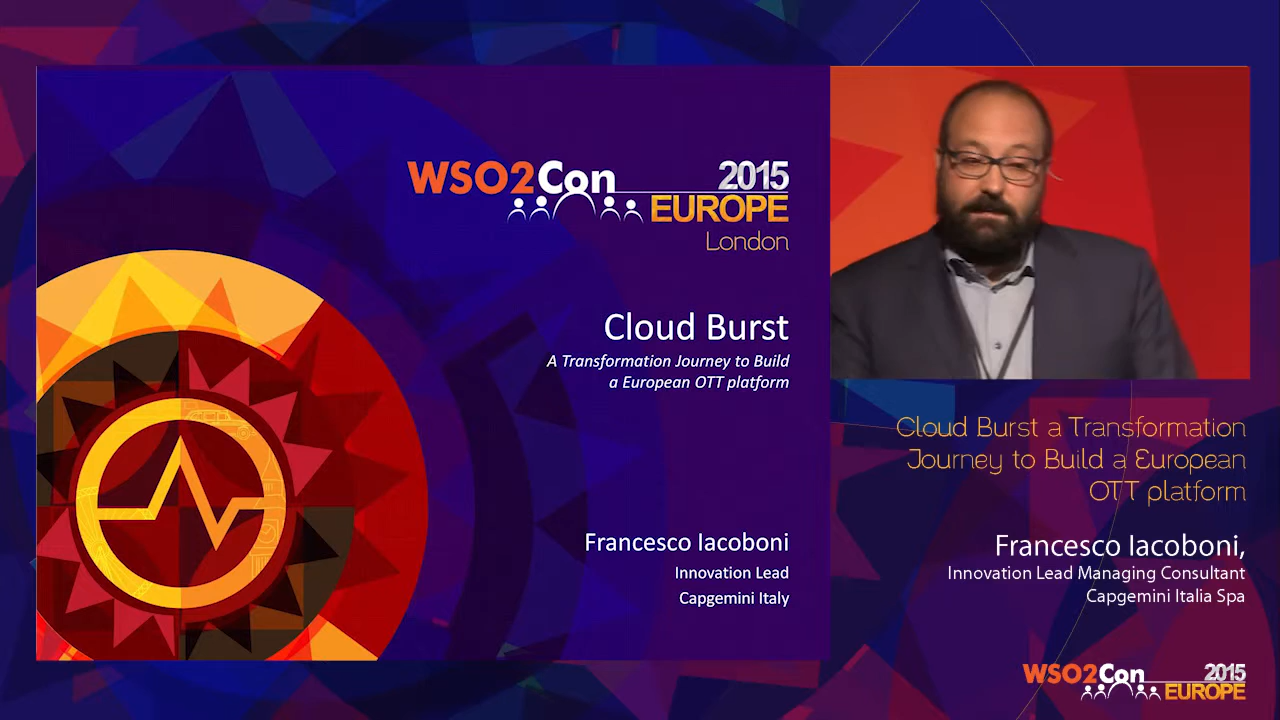 WSO2Con 2015
EUROPE
London
Cloud Burst
A Transformation Journey to Build
a European OTT platform
Francesco Iacoboni
Innovation Lead
Capgemini Italy
Cloud Burst a Transformation
Journey to Build a European
OTT platform
Francesco Iacoboni,
Innovation Lead Managing Consultant
Capgemini Italia Spa
WSO2Con 2015
EUROPE